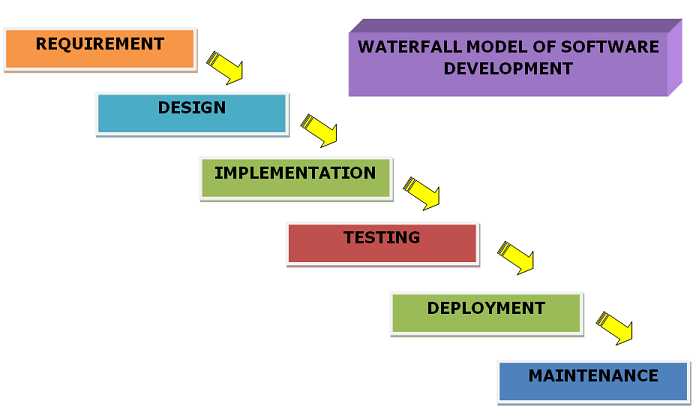 REQUIREMENT
WATERFALL MODEL OF SOFTWARE
DEVELOPMENT
DESIGN
IMPLEMENTATION
TESTING
DEPLOYMENT
MAINTENANCE